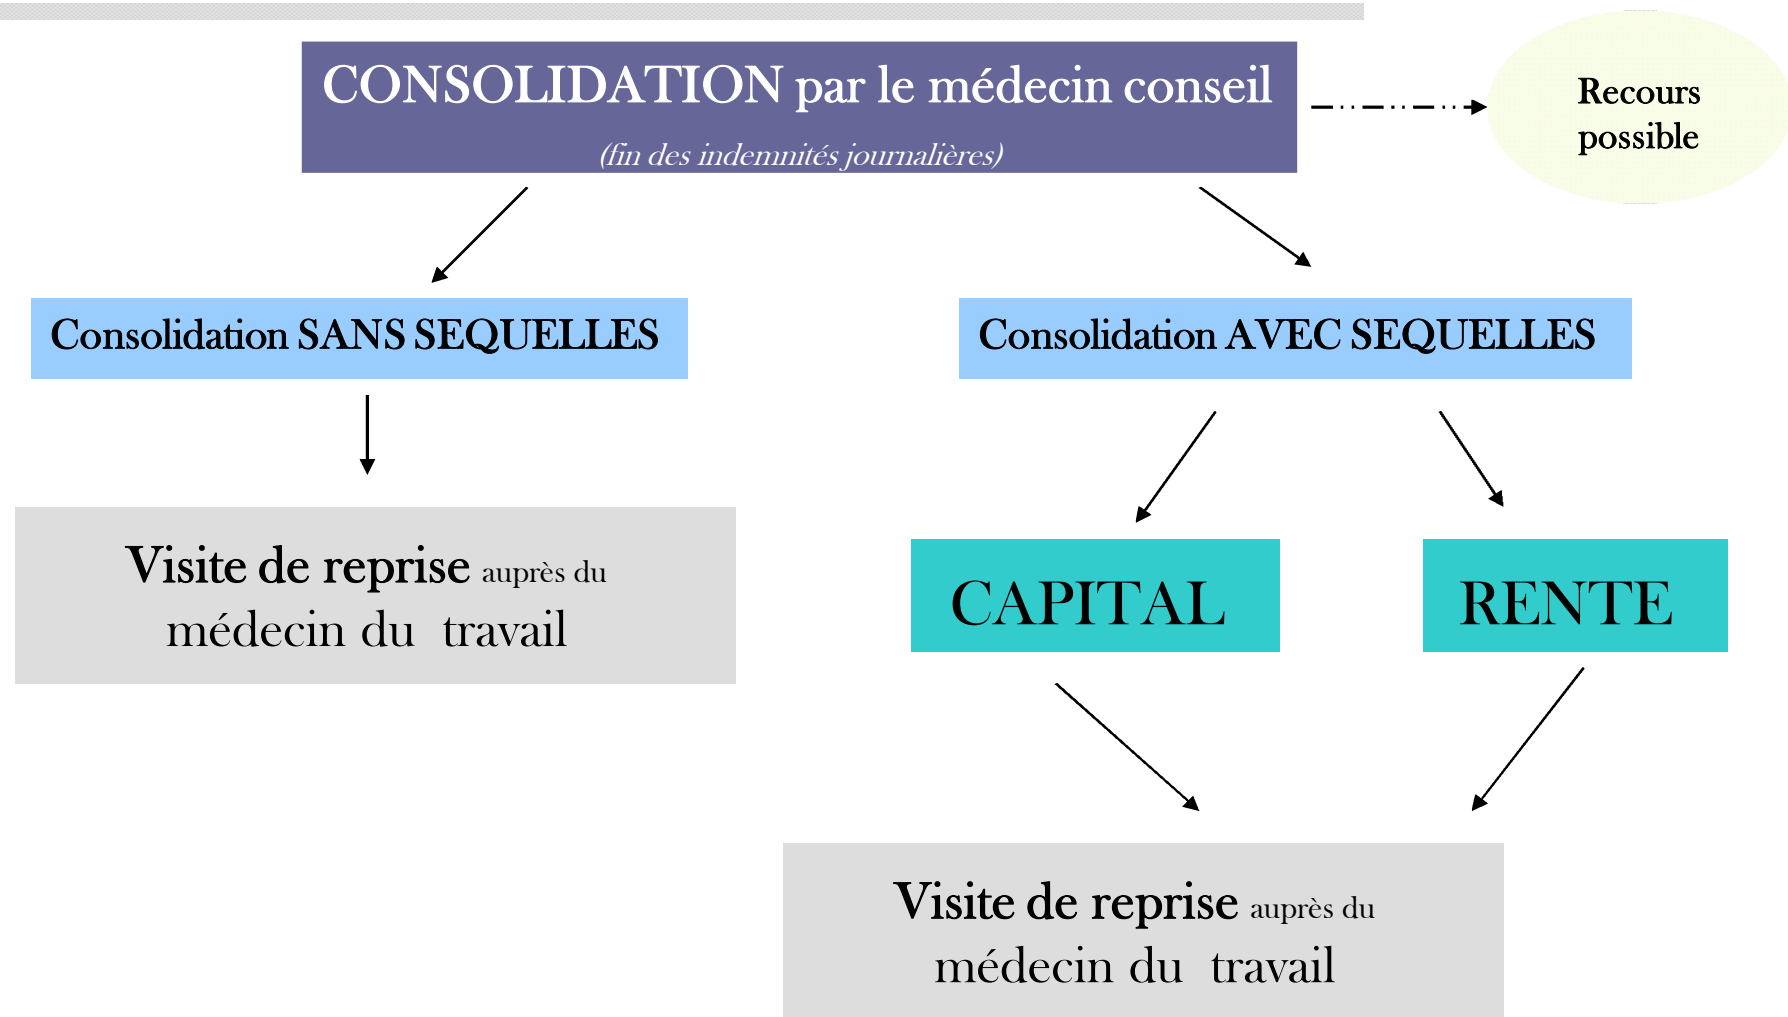 CONSOLIDATION par le médecin conseil
(fin des indemnités journalières)
Recours
possible
Consolidation SANS SEQUELLES
Consolidation AVEC SEQUELLES
Visite de reprise auprès du
médecin du travail
CAPITAL
RENTE
Visite de reprise auprès du
médecin du travail